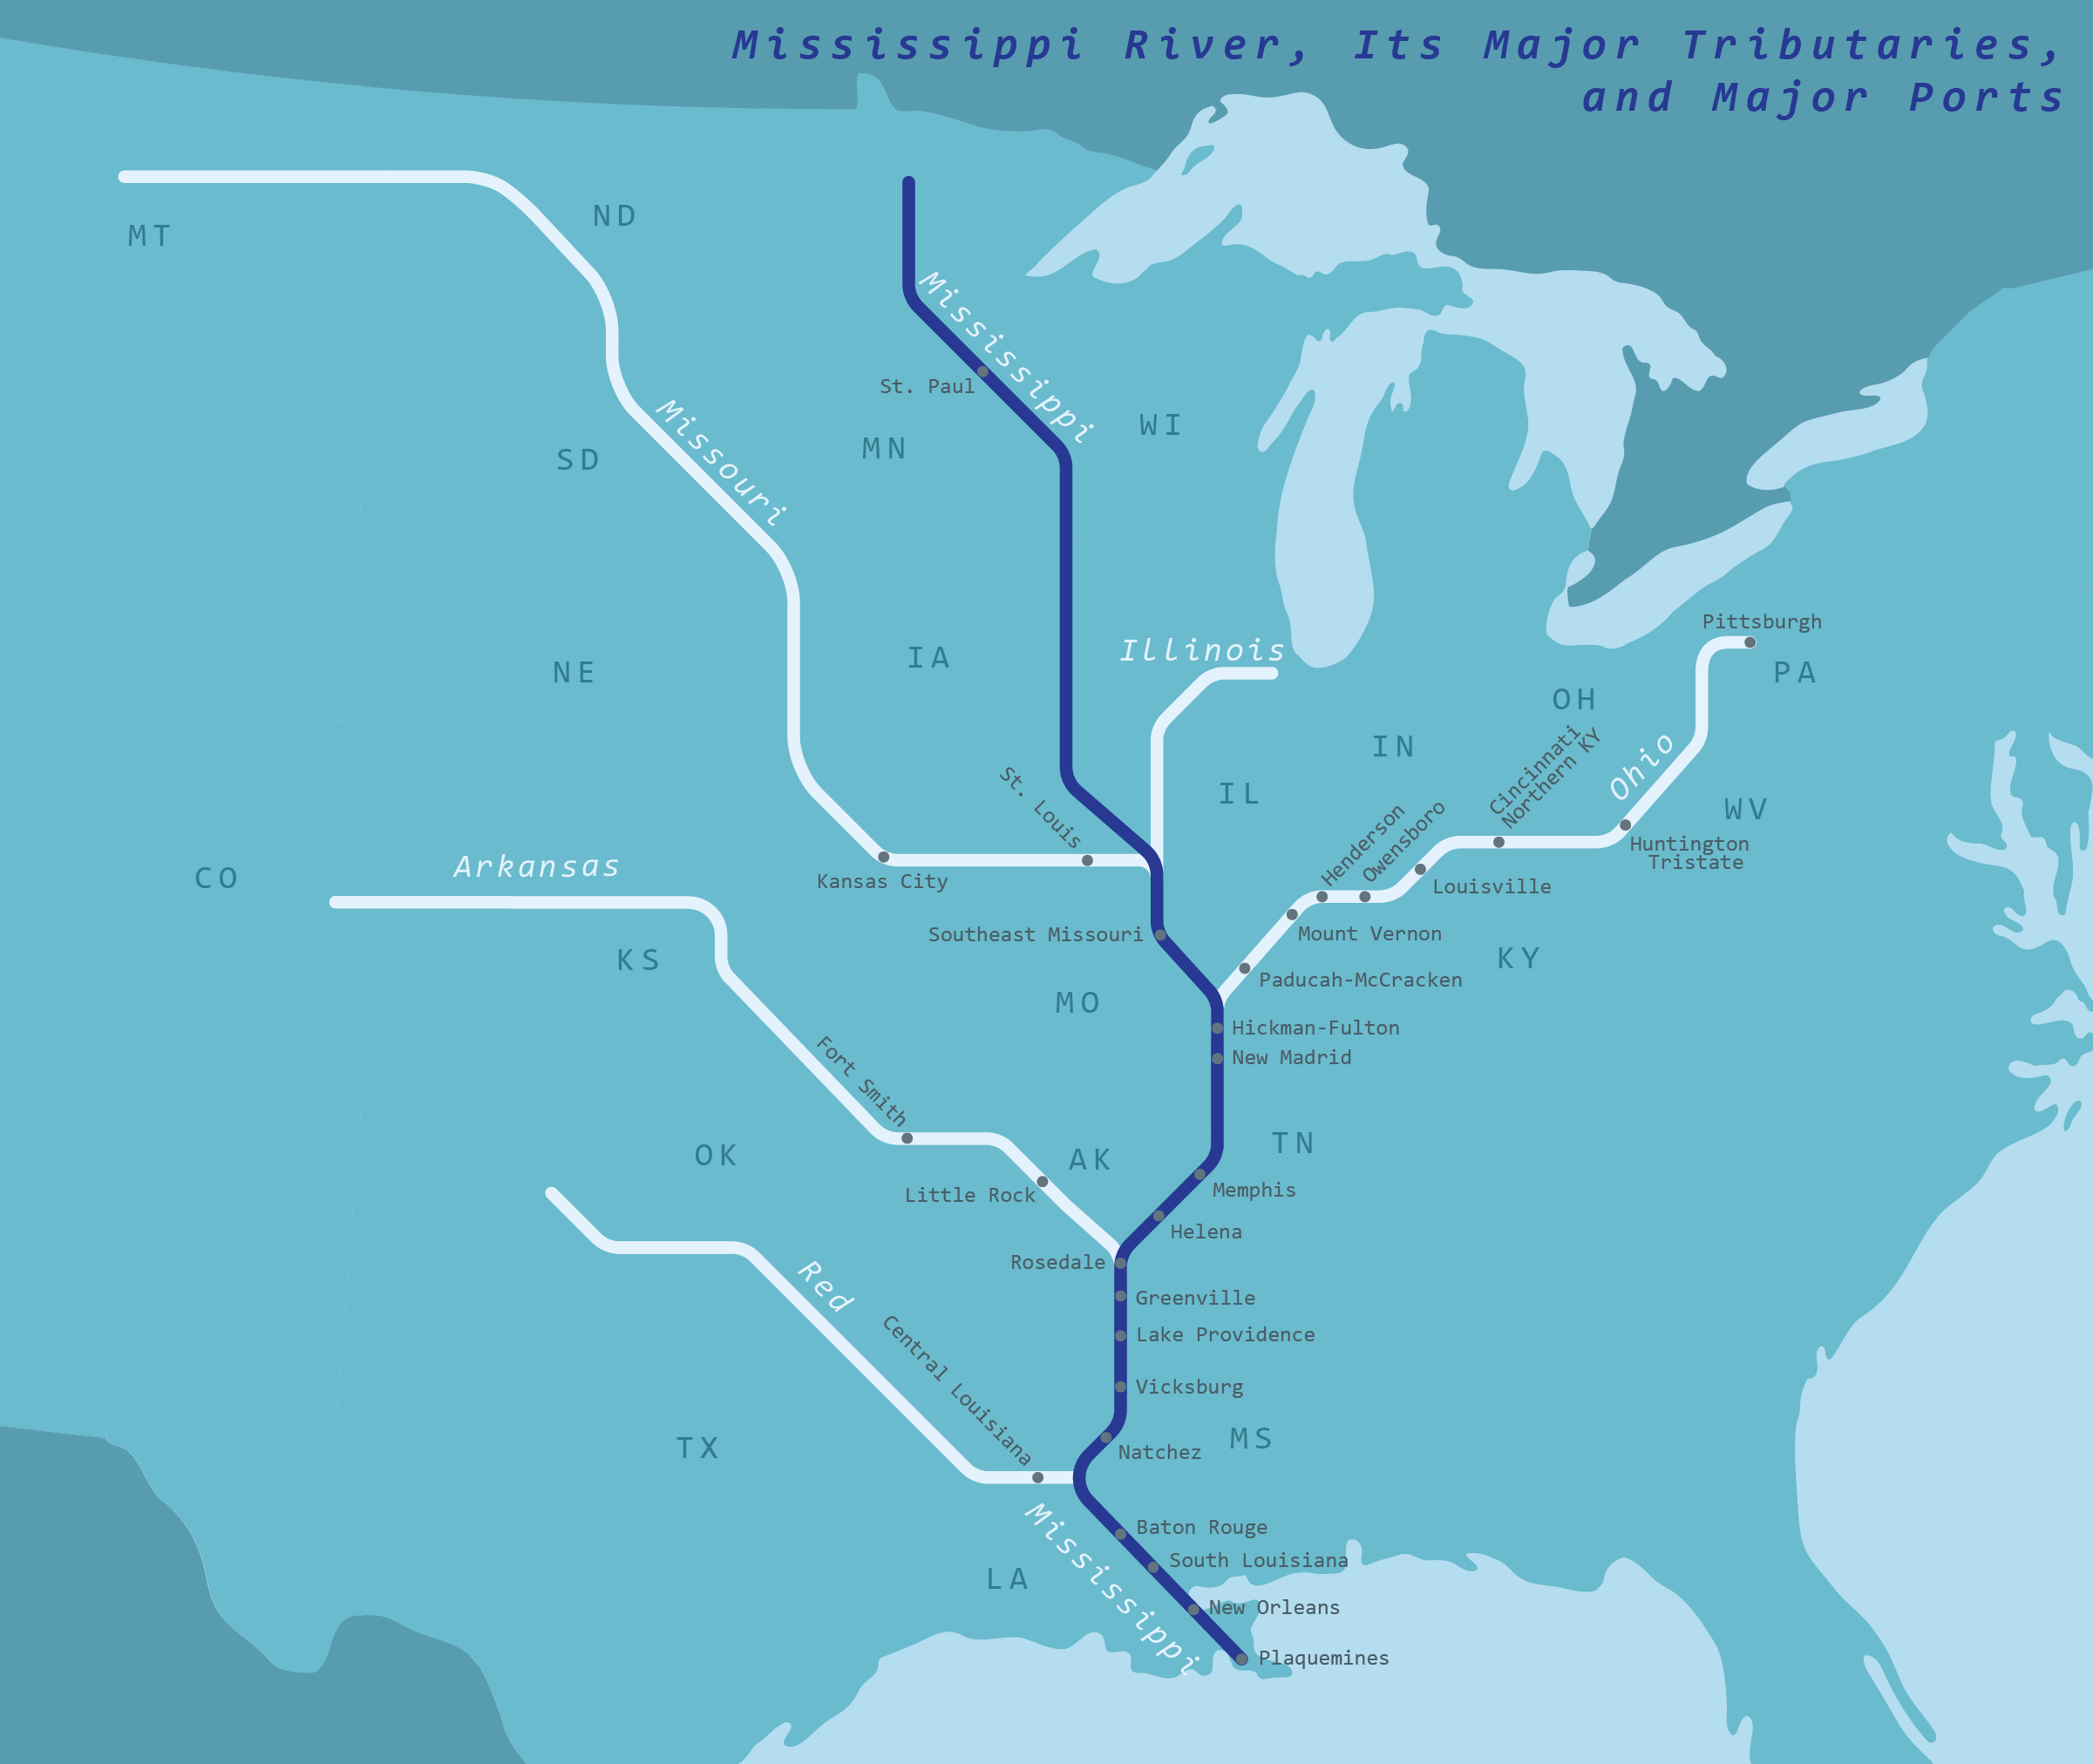 Mississippi River, Its Major Tributaries,
and Major Ports
MT
ND
Mississippi
St. Paul
Missouri
SD
MN
WI
NE
IA
Illinois
Pittsburgh
PA
OH
IN
IL
Ohio
WV
St. Louis
Cincinnati
Northern KY
Henderson
Owensboro
Huntington
Tristate
CO
Arkansas
Kansas City
Louisville
Southeast Missouri
Mount Vernon
KS
KY
Paducah-McCracken
MO
Hickman-Fulton
New Madrid
Fort Smith
OK
AK
TN
Little Rock
Memphis
Helena
Rosedale
Red
Greenville
Lake Providence
Central Louisiana
Vicksburg
TX
MS
Natchez
Mississippi
Baton Rouge
South Louisiana
LA
New Orleans
Plaquemines